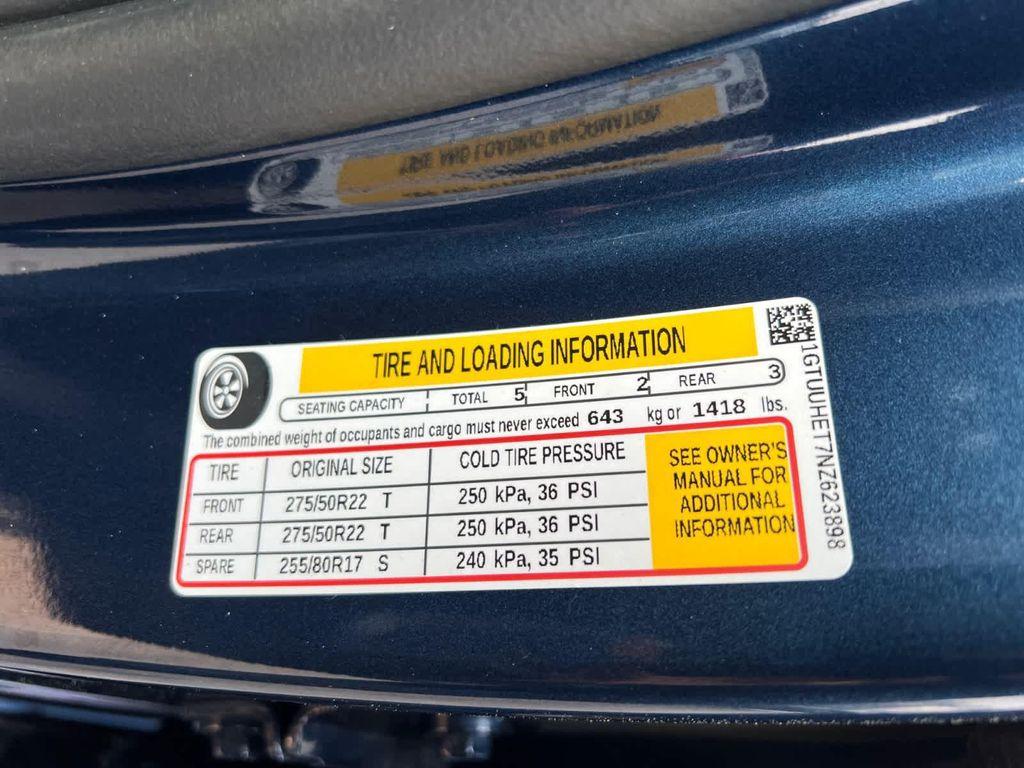 TIRE AND LOADING INFORMATION
SEATING CAPACITY TOTAL 5 FRONT 2 REAR 3
The combined weight of occupants and cargo must never exceed 643 kg or 1418 lbs.
TIRE ORIGINAL SIZE COLD TIRE PRESSURE
FRONT 275/50R22 T 250 kPa, 36 PSI
REAR 275/50R22 T 250 kPa, 36 PSI
SPARE 255/80R17 S 240 kPa, 35 PSI
SEE OWNER'S
MANUAL FOR
ADDITIONAL
INFORMATION
1GTUUHET7NZ623898